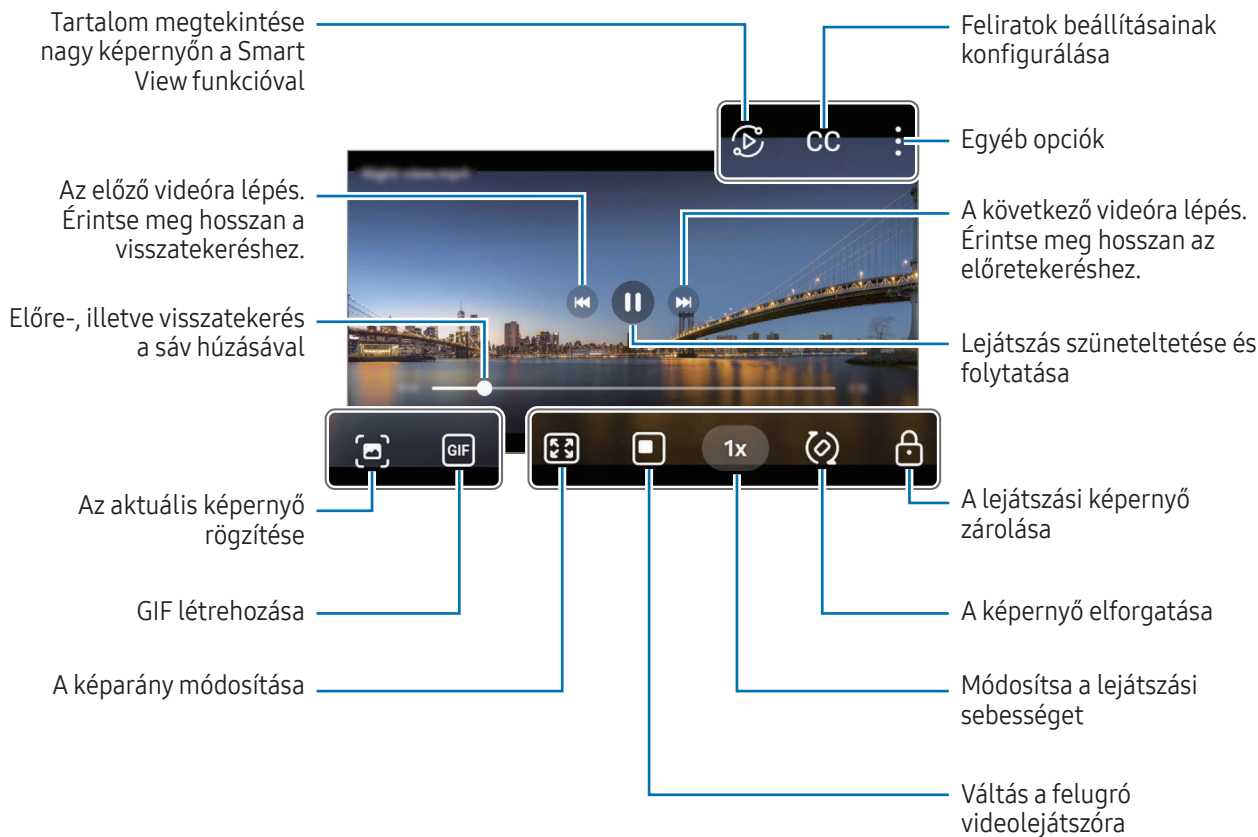 Tartalom megtekintése
nagy képernyőn a Smart
View funkcióval
Feliratok beállításainak
konfigurálása
CC
Egyéb opciók
Az előző videóra lépés.
Érintse meg hosszan a
visszatekeréshez.
A következő videóra lépés.
Érintse meg hosszan az
előretekeréshez.
Előre-, illetve visszatekerés
a sáv húzásával
Lejátszás szüneteltetése és
folytatása
GIF
1x
Az aktuális képernyő
rögzítése
A lejátszási képernyő
zárolása
GIF létrehozása
A képernyő elforgatása
A képarány módosítása
Módosítsa a lejátszási
sebességet
Váltás a felugró
videolejátszóra